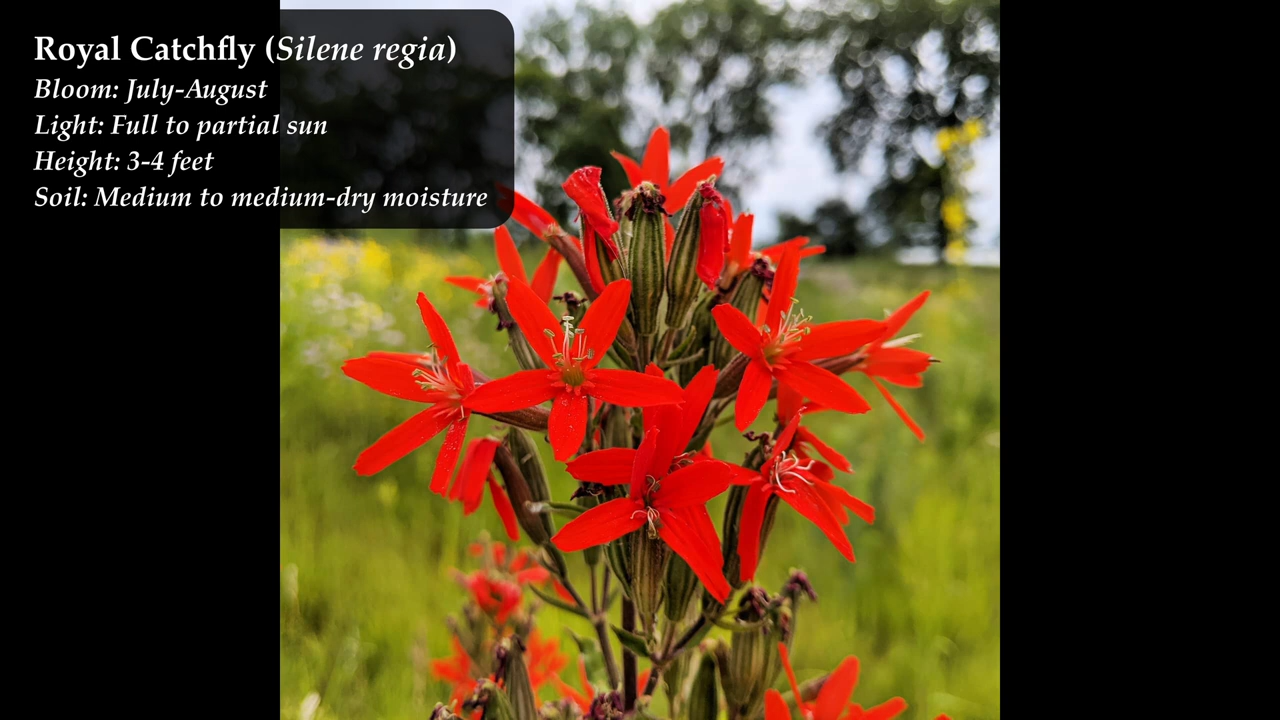 Royal Catchfly (Silene regia)
Bloom: July-August
Light: Full to partial sun
Height: 3-4 feet
Soil: Medium to medium-dry moisture